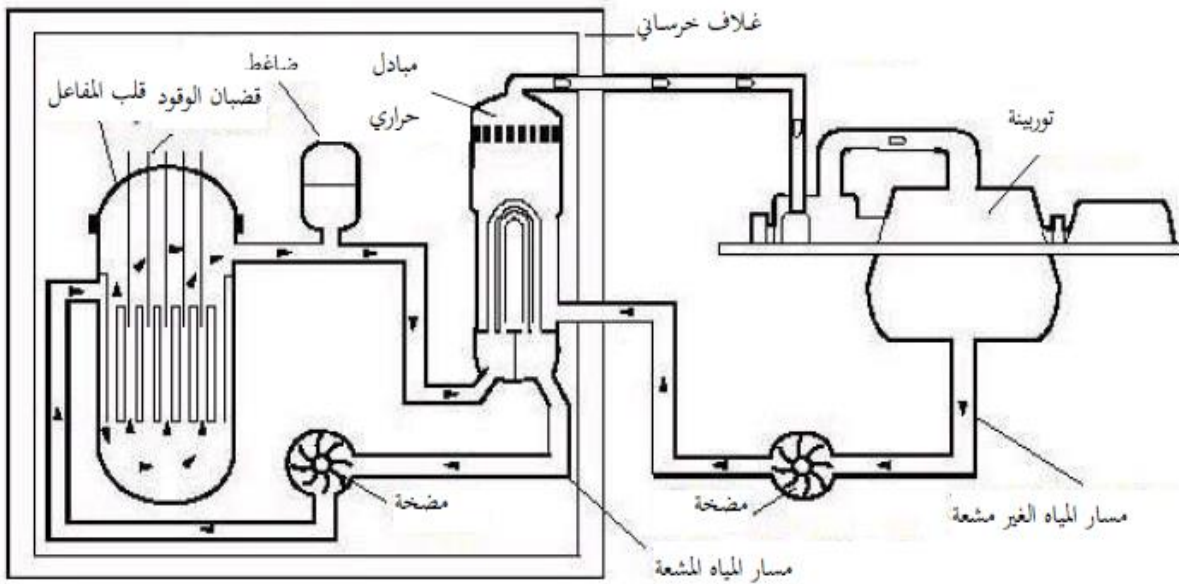 غلاف خرساني
ضاغط
مبادل
حراري
قضبان الوقود
قلب المفاعل
توربينة
مضخة
مضخة
مسار المياه الغير مشعة
مسار المياه المشعة